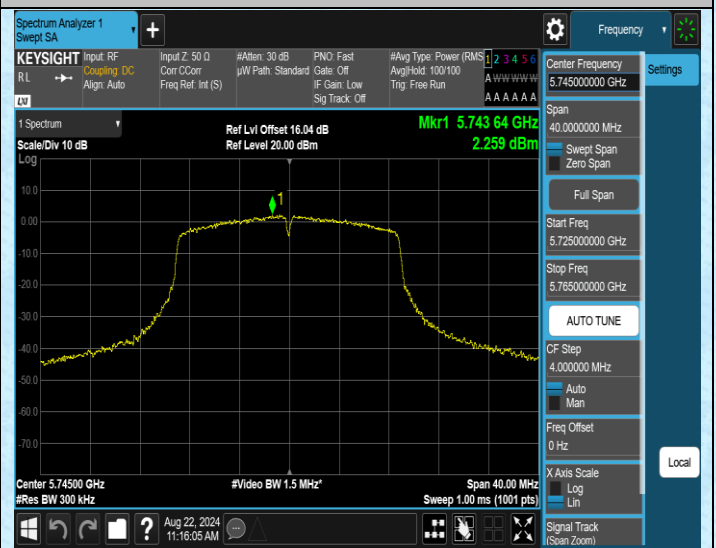 Spectrum Analyzer 1
Swept SA
+
Frequency
KEYSIGHT
RL
LXI
Input: RF
Coupling: DC
Align: Auto
Input Z: 50 Ω
Corr CCorr
Freq Ref: Int (S)
#Atten: 30 dB
µW Path: Standard
PNO: Fast
Gate: Off
IF Gain: Low
Sig Track: Off
#Avg Type: Power (RMS
Avg|Hold: 100/100
Trig: Free Run
1 2 3 4 5 6
A W W W W W
A A A A A A
1 Spectrum
Scale/Div 10 dB
Log
Ref Lvl Offset 16.04 dB
Ref Level 20.00 dBm
Mkr1 5.743 64 GHz
2.259 dBm
1
10.0
0.00
-10.0
-20.0
-30.0
-40.0
-50.0
-60.0
-70.0
Center 5.74500 GHz
#Res BW 300 kHz
#Video BW 1.5 MHz*
Span 40.00 MHz
Sweep 1.00 ms (1001 pts)
Aug 22, 2024
11:16:05 AM
?
Center Frequency
5.745000000 GHz
Settings
Span
40.0000000 MHz
Swept Span
Zero Span
Full Span
Start Freq
5.725000000 GHz
Stop Freq
5.765000000 GHz
AUTO TUNE
CF Step
4.000000 MHz
Auto
Man
Freq Offset
0 Hz
X Axis Scale
Log
Lin
Local
Signal Track
(Span Zoom)